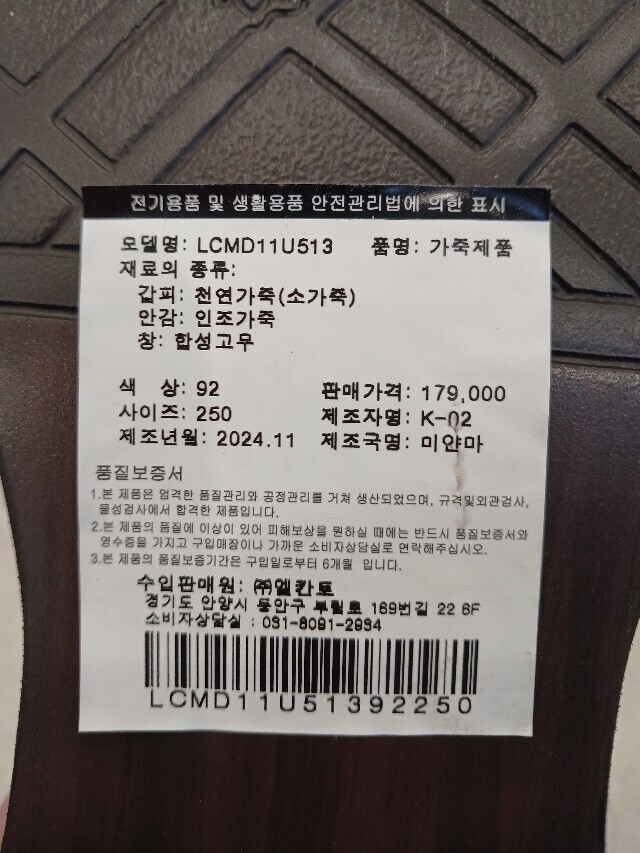 전기용품 및 생활용품 안전관리법에 의한 표시
모델명: LCMD11U513 품명: 가죽제품
재료의 종류:
갑피: 천연가죽(소가죽)
안감: 인조가죽
창: 합성고무
색 상: 92 판매가격: 179,000
사이즈: 250 제조자명: K-02
제조년월: 2024.11 제조국명: 미얀마
품질보증서
1.본 제품은 엄격한 품질관리와 공정관리를 거쳐 생산되었으며, 규격및외관검사,
물성검사에서 합격한 제품입니다.
2.본 제품의 품질에 이상이 있어 피해보상을 원하실 때에는 반드시 품질보증서와
영수증을 가지고 구입매장이나 가까운 소비자상담실로 연락해주십시오.
3.본 제품의 품질보증기간은 구입일로부터 6개월 입니다.
수입판매원: ㈜엘칸토
경기도 안양시 동안구 부림로 169번길 22 6F
소비자상담실 : 031-8091-2934
LCMD11U51392250